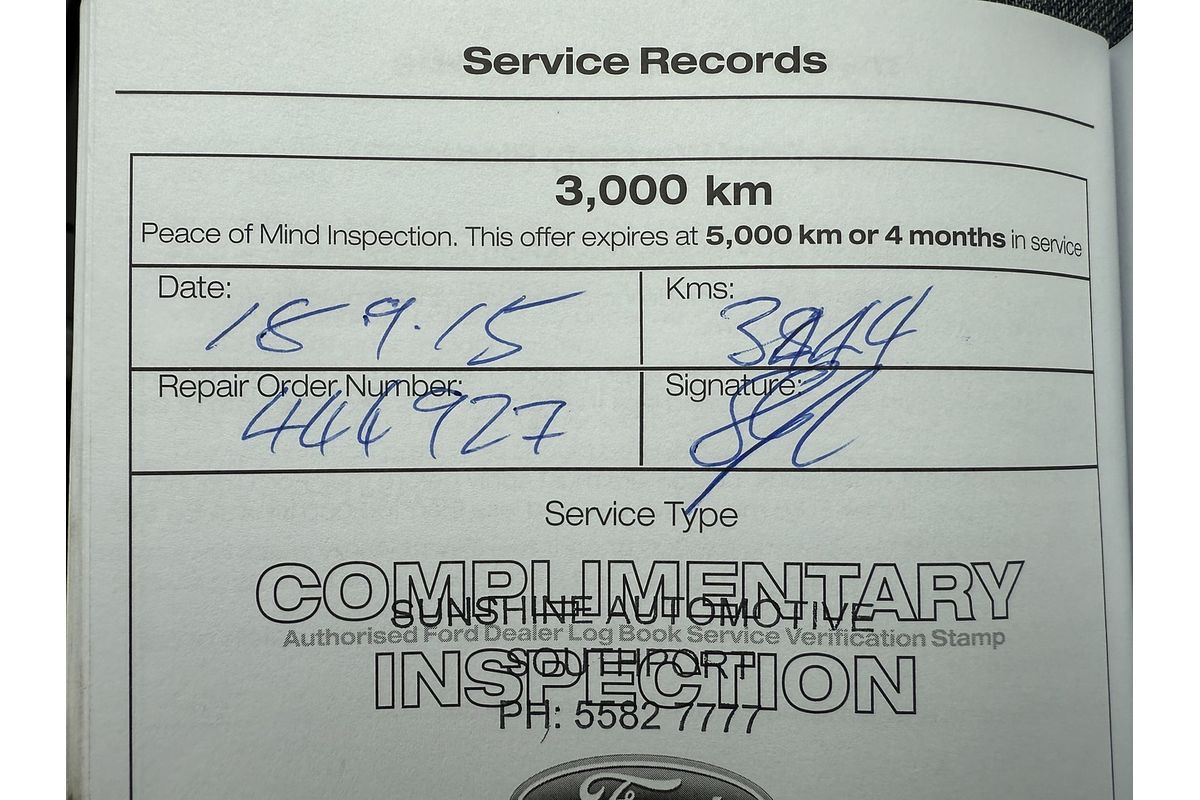 Service Records
3,000 km
Peace of Mind Inspection. This offer expires at 5,000 km or 4 months in service
Date: 18.9.15
Kms:
Repair Order Number: 444927
Signature:
Service Type
COMPLIMENTARY
SUNSHINE AUTOMOTIVE
Authorised Ford Dealer Log Book Service Verification Stamp
SOUTHPORT
INSPECTION
PH: 5582 7777
Ford